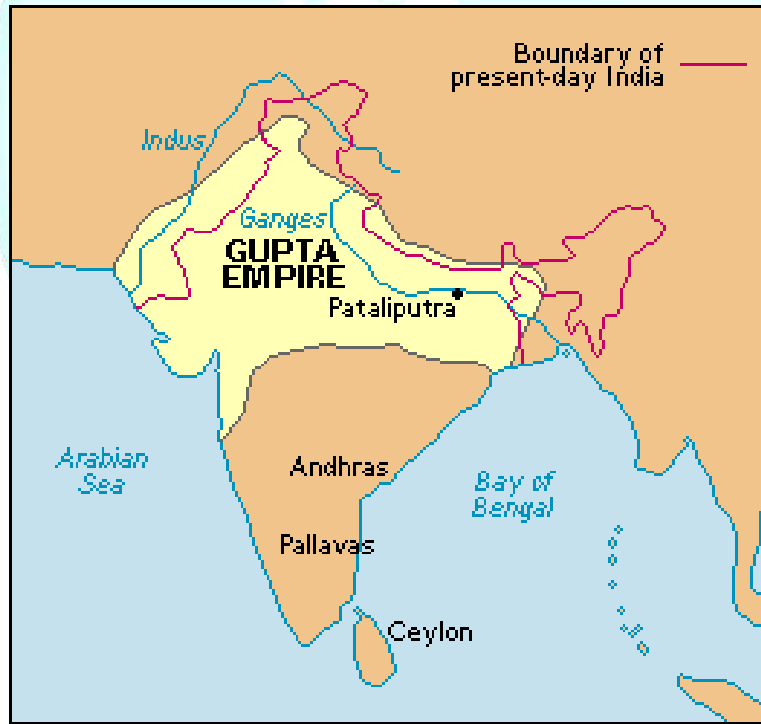 Boundary of
present-day India
Indus
Ganges
GUPTA
EMPIRE
Pataliputra
Arabian
Sea
Andhras
Bay of
Bengal
Pallavas
Ceylon